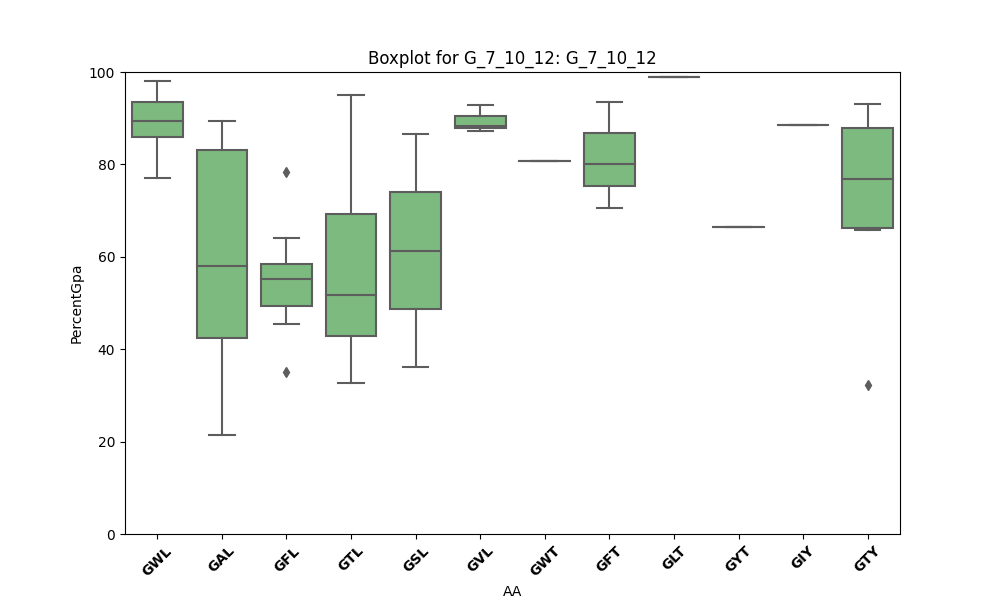 Boxplot for G_7_10_12: G_7_10_12
PercentGpa
100
80
60
40
20
0
GWL GAL GFL GTL GSL GVL GWT GFT GLT GYT GIY GTY
AA